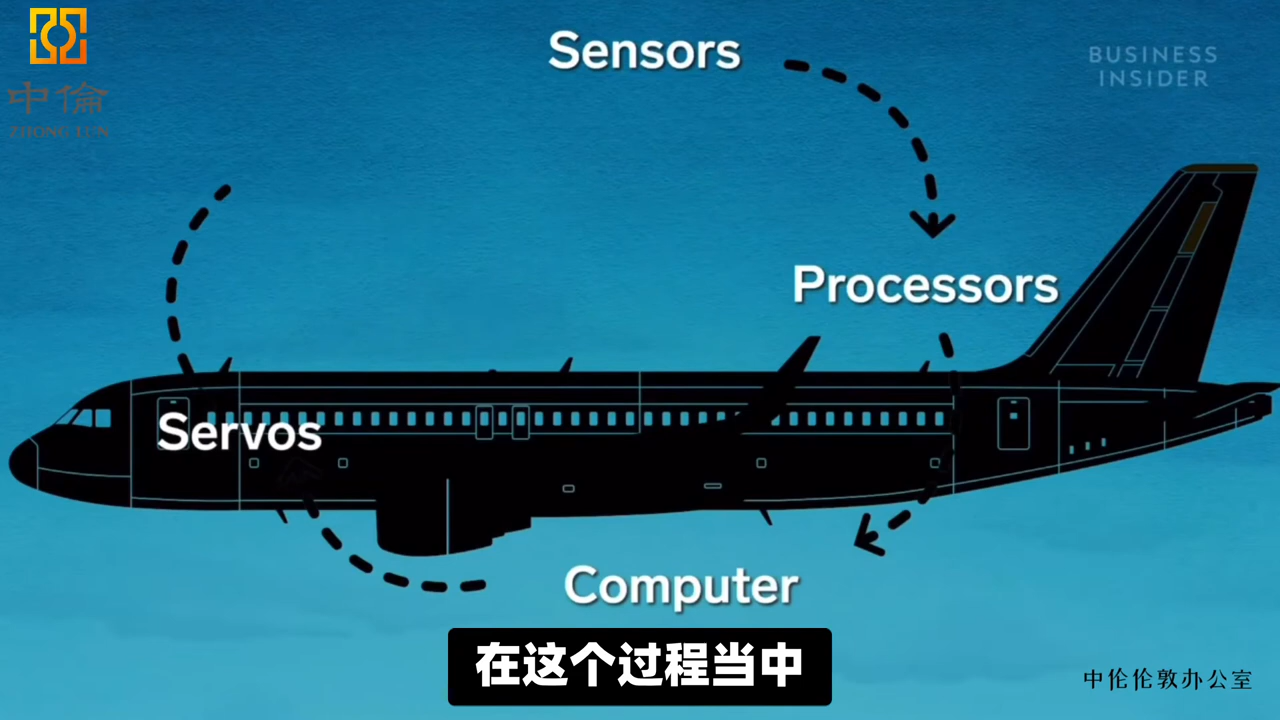 Sensors
BUSINESS
INSIDER
中倫
ZHONG LUN
Processors
Servos
Computer
在这个过程当中
中伦伦敦办公室